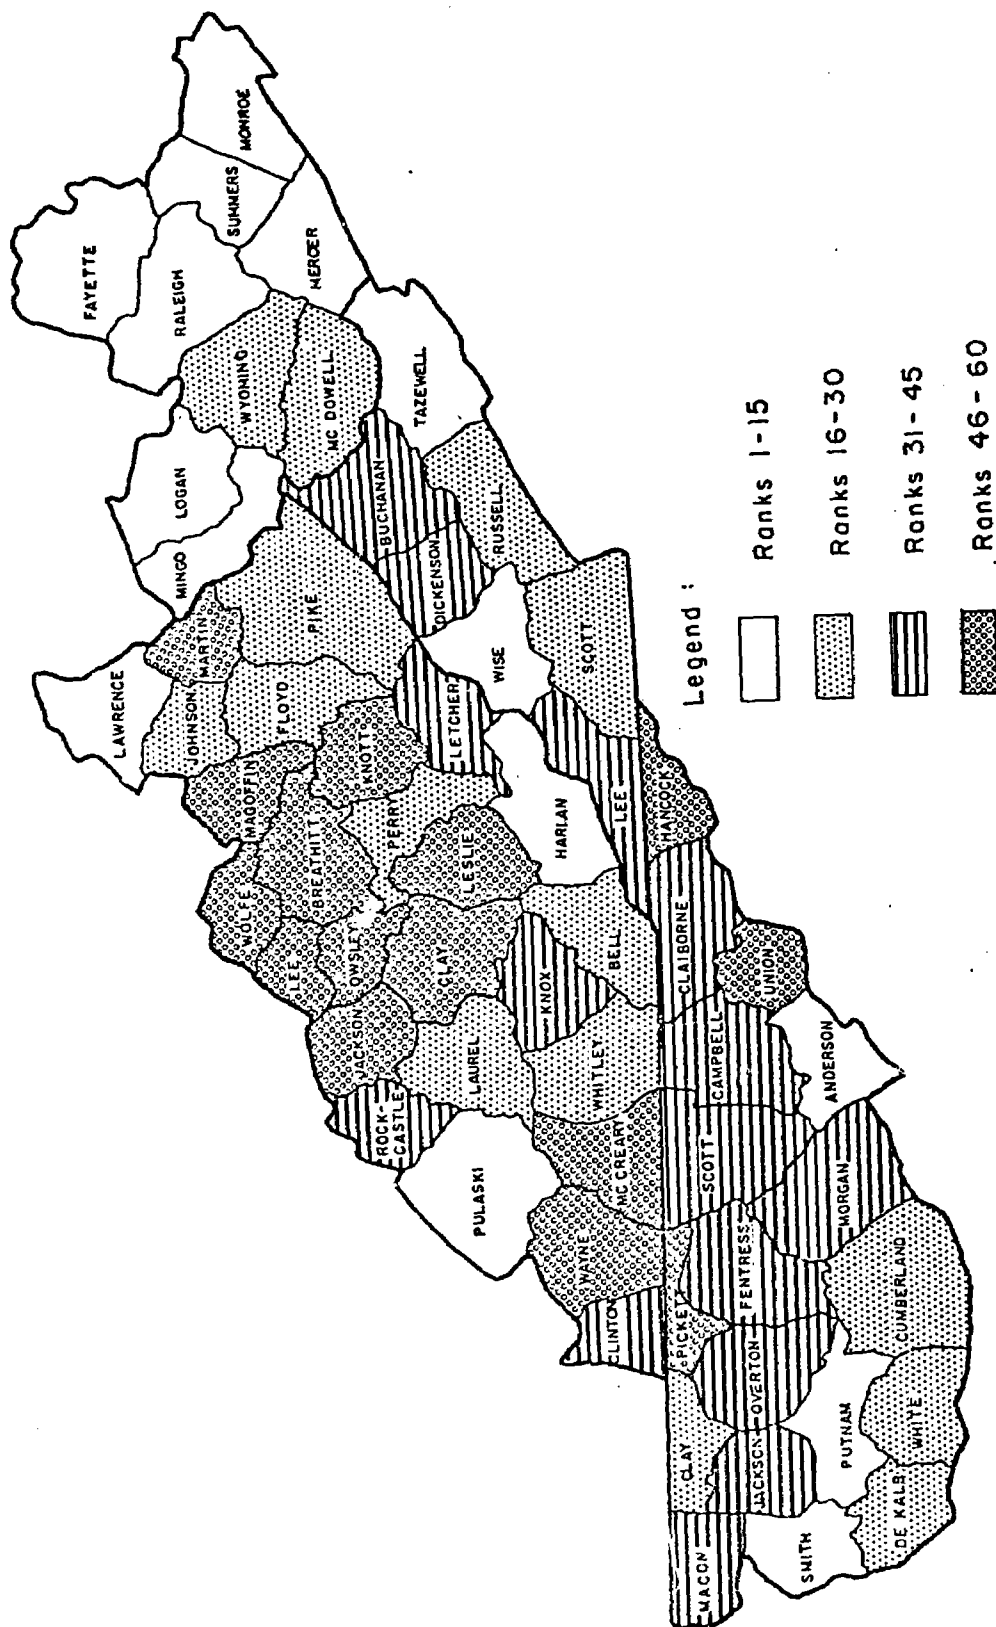 FAYETTE
MONROE
SUMMERS
RALEIGH
MERCER
WYOMING
MC DOWELL
TAZEWELL
LOGAN
MINGO
BUCHANAN
DICKENSON
RUSSELL
PIKE
MARTIN
LAWRENCE
JOHNSON
FLOYD
WISE
SCOTT
LETCHER
KNOTT
MAGOFFIN
BREATHITT
PERRY
LESLIE
HARLAN
LEE
HANCOCK
WOLFE
LEE
OWSLEY
CLAY
BELL
KNOX
CLAIBORNE
UNION
JACKSON
LAUREL
WHITLEY
CAMPBELL
ANDERSON
ROCK-
CASTLE
PULASKI
MC CREARY
SCOTT
MORGAN
WAYNE
CLINTON
PICKETT
FENTRESS
CUMBERLAND
OVERTON
CLAY
JACKSON
PUTNAM
WHITE
DE KALB
SMITH
MACON
Legend :
Ranks 1-15
Ranks 16-30
Ranks 31-45
Ranks 46-60